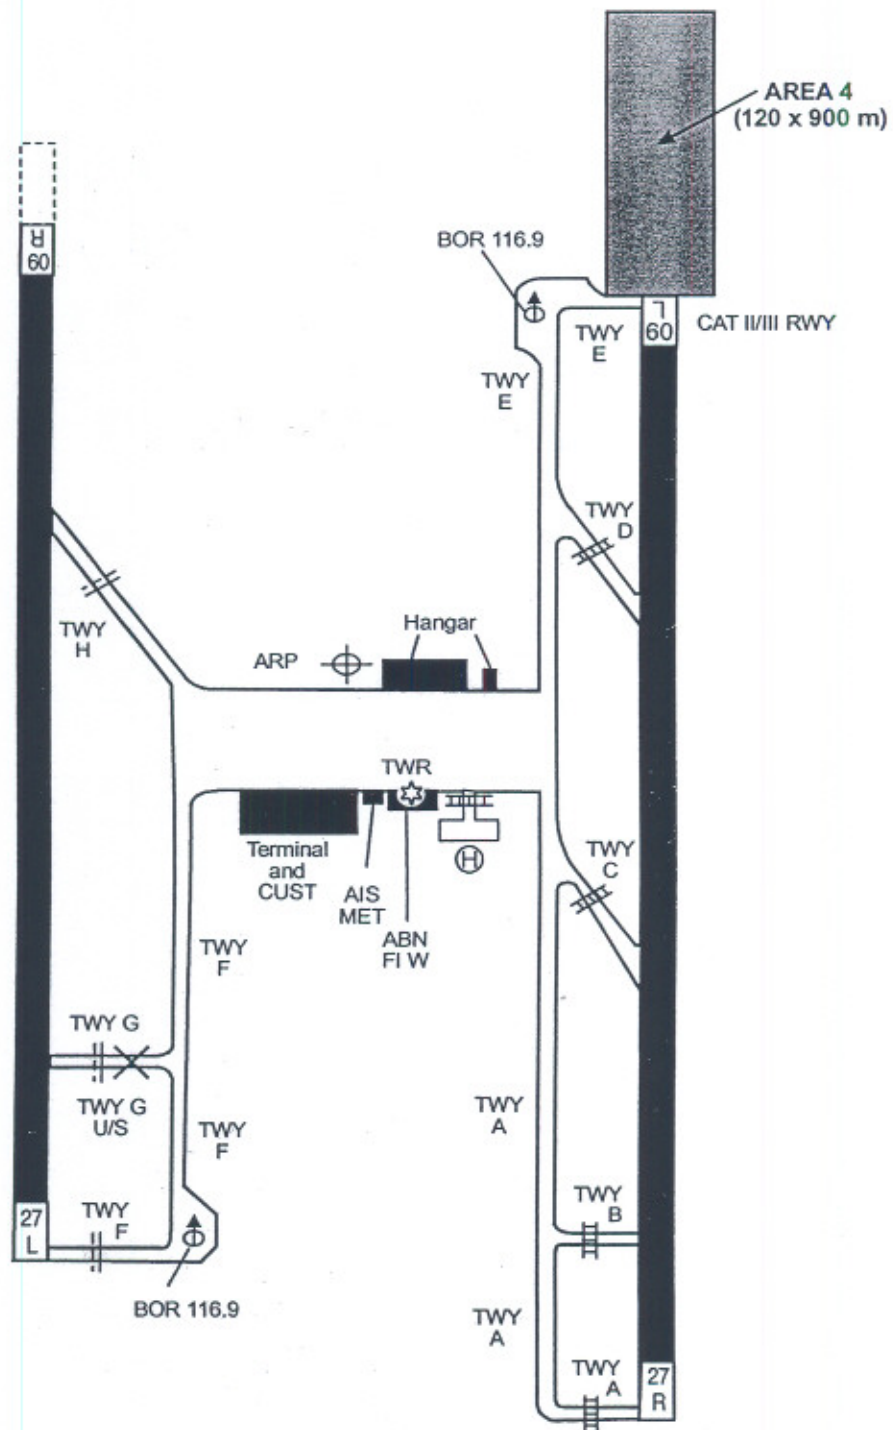 AREA 4
(120 x 900 m)
09
R
BOR 116.9
09
L
CAT II/III RWY
TWY
E
TWY
E
TWY
D
TWY
H
Hangar
ARP
TWR
Terminal
and
CUST
AIS
MET
ABN
FI W
H
TWY
C
TWY
F
TWY G
TWY G
U/S
TWY
F
TWY
A
TWY
B
TWY
F
27
L
BOR 116.9
TWY
A
TWY
A
27
R